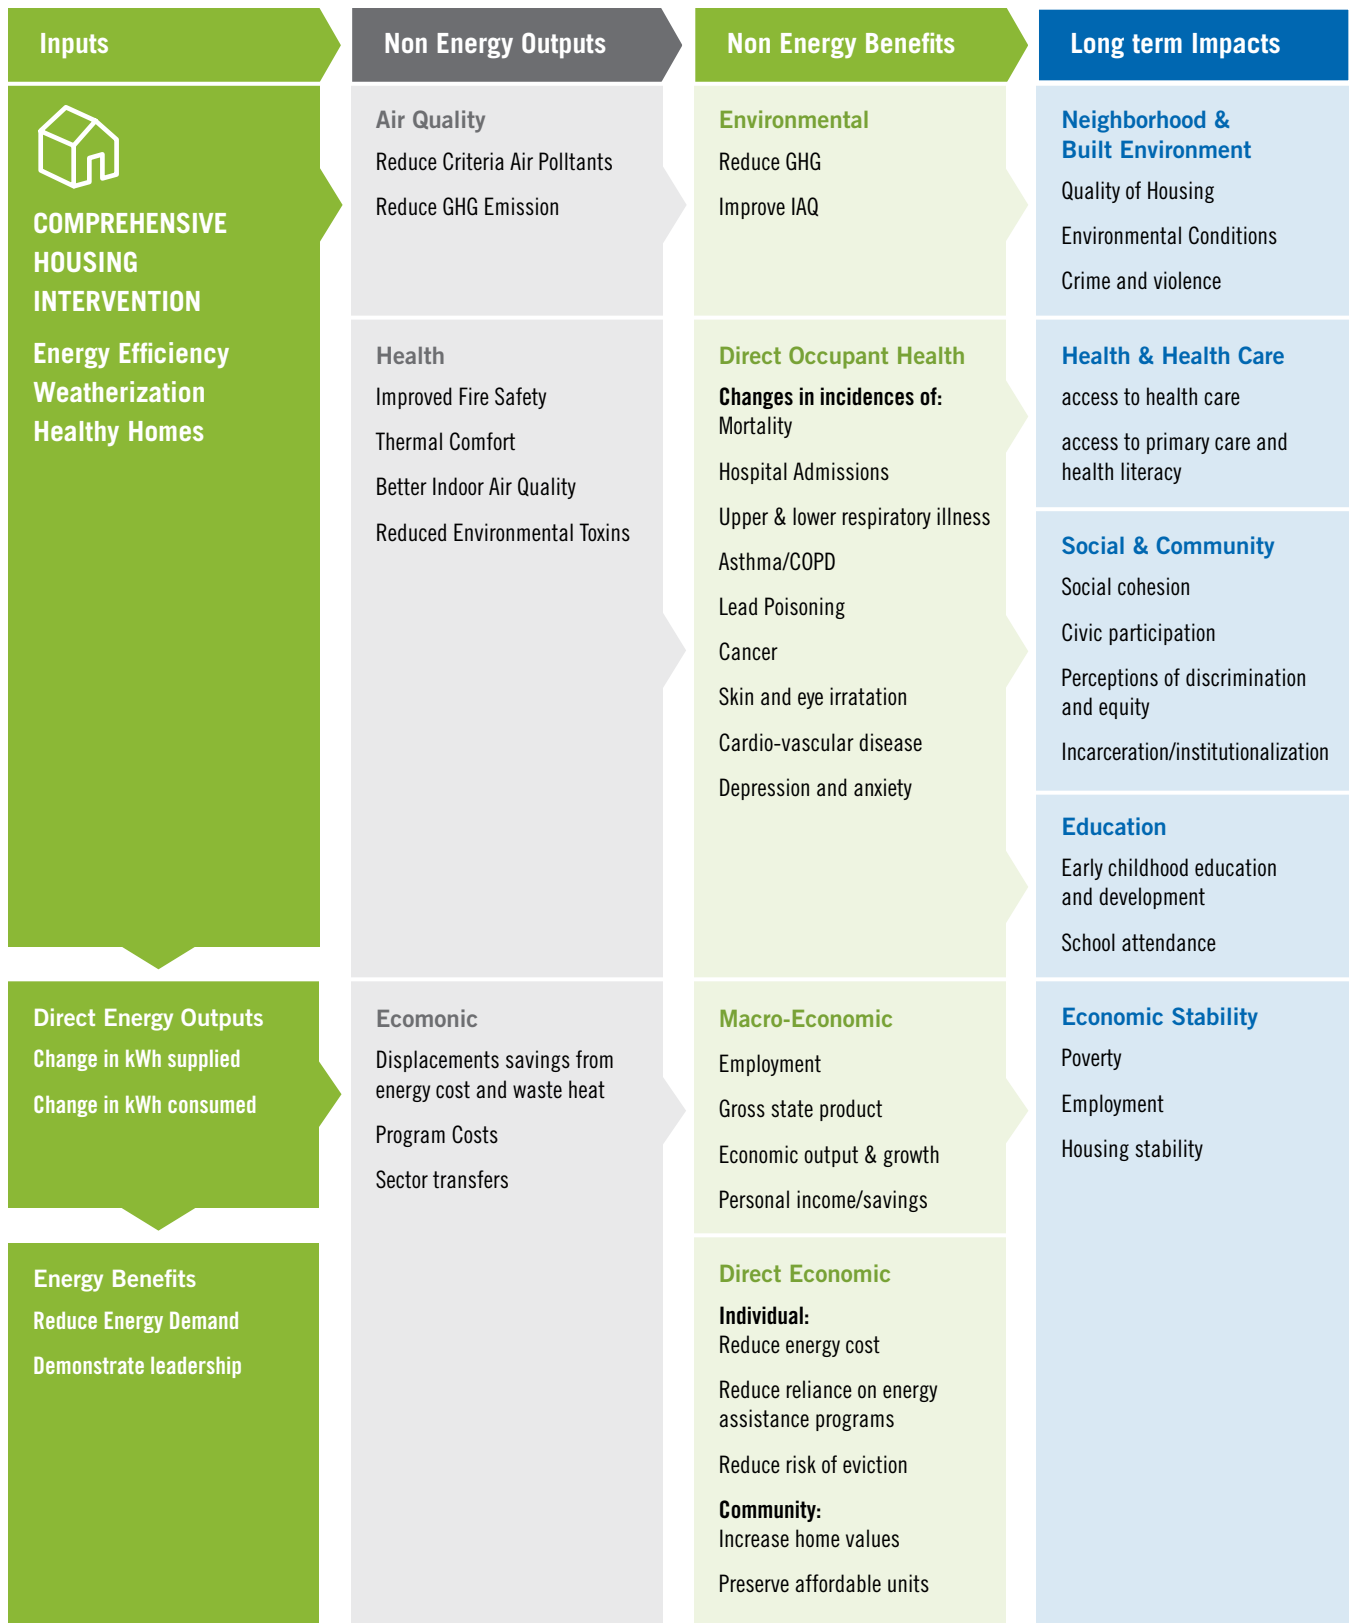 Inputs
COMPREHENSIVE
HOUSING
INTERVENTION
Energy Efficiency
Weatherization
Healthy Homes
Direct Energy Outputs
Change in kWh supplied
Change in kWh consumed
Energy Benefits
Reduce Energy Demand
Demonstrate leadership
Non Energy Outputs
Air Quality
Reduce Criteria Air Polltants
Reduce GHG Emission
Health
Improved Fire Safety
Thermal Comfort
Better Indoor Air Quality
Reduced Environmental Toxins
Ecomonic
Displacements savings from
energy cost and waste heat
Program Costs
Sector transfers
Non Energy Benefits
Environmental
Reduce GHG
Improve IAQ
Direct Occupant Health
Changes in incidences of:
Mortality
Hospital Admissions
Upper & lower respiratory illness
Asthma/COPD
Lead Poisoning
Cancer
Skin and eye irratation
Cardio-vascular disease
Depression and anxiety
Macro-Economic
Employment
Gross state product
Economic output & growth
Personal income/savings
Direct Economic
Individual:
Reduce energy cost
Reduce reliance on energy
assistance programs
Reduce risk of eviction
Community:
Increase home values
Preserve affordable units
Long term Impacts
Neighborhood &
Built Environment
Quality of Housing
Environmental Conditions
Crime and violence
Health & Health Care
access to health care
access to primary care and
health literacy
Social & Community
Social cohesion
Civic participation
Perceptions of discrimination
and equity
Incarceration/institutionalization
Education
Early childhood education
and development
School attendance
Economic Stability
Poverty
Employment
Housing stability